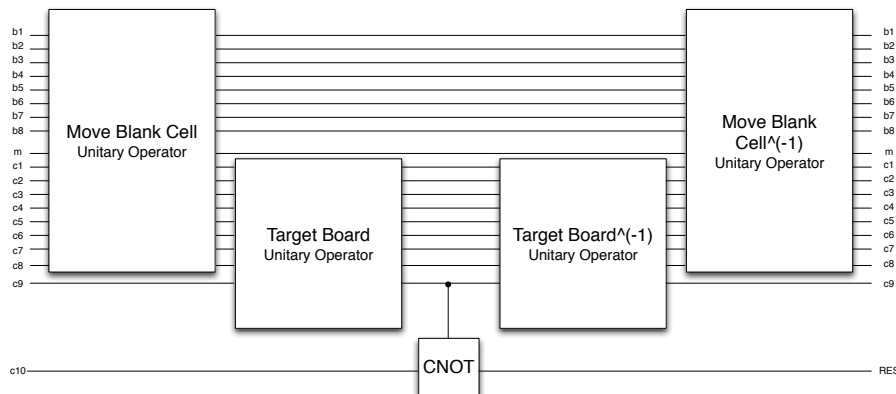 b1
b2
b3
b4
b5
b6
b7
b8
m
c1
c2
c3
c4
c5
c6
c7
c8
c9
c10
Move Blank Cell
Unitary Operator
Target Board
Unitary Operator
CNOT
Target Board^(-1)
Unitary Operator
Move Blank
Cell^(-1)
Unitary Operator
b1
b2
b3
b4
b5
b6
b7
b8
m
c1
c2
c3
c4
c5
c6
c7
c8
c9
RES